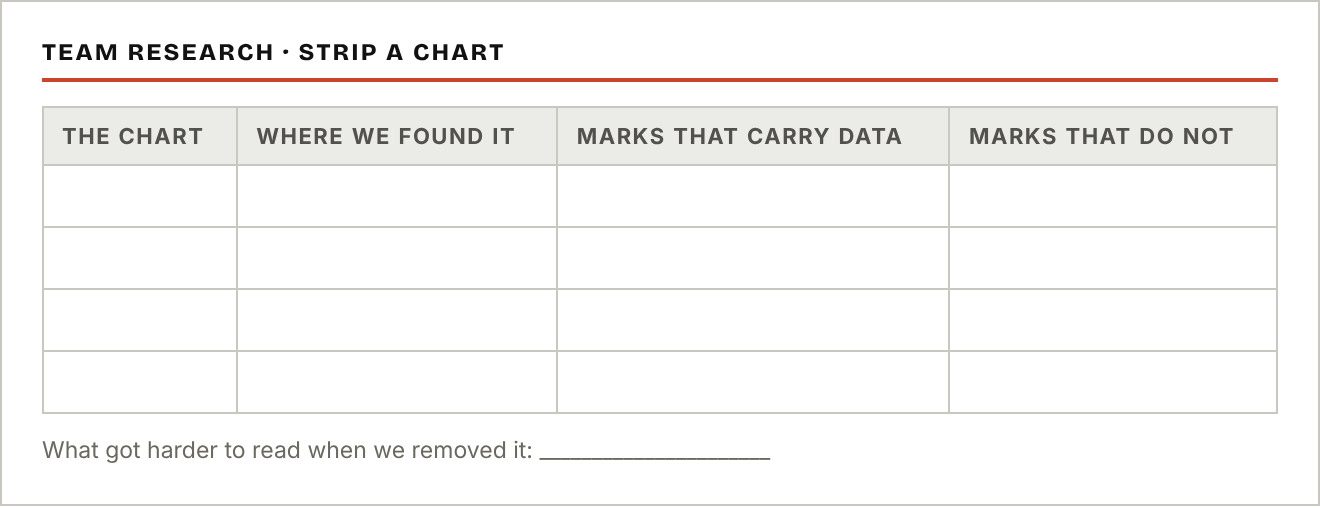 TEAM RESEARCH · STRIP A CHART
THE CHART WHERE WE FOUND IT MARKS THAT CARRY DATA MARKS THAT DO NOT
What got harder to read when we removed it: ______________________